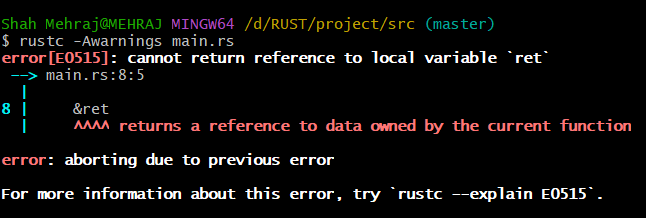 Shah Mehraj@MEHRAJ MINGW64 /d/RUST/project/src (master)
$ rustc -Awarnings main.rs
error[E0515]: cannot return reference to local variable `ret`
 --> main.rs:8:5
  |
8 |     &ret
  |     ^^^^ returns a reference to data owned by the current function

error: aborting due to previous error

For more information about this error, try `rustc --explain E0515`.